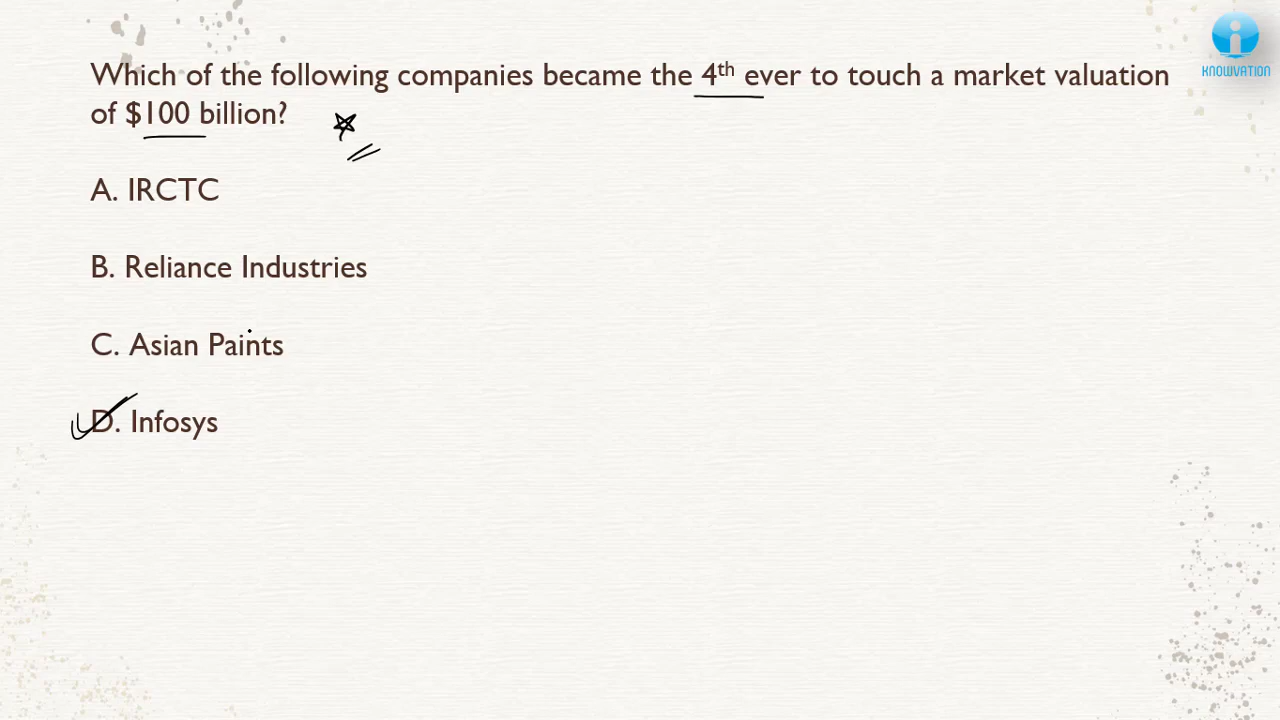 Which of the following companies became the 4th ever to touch a market valuation
of $100 billion?
A. IRCTC
B. Reliance Industries
C. Asian Paints
D. Infosys
KNOWVATION